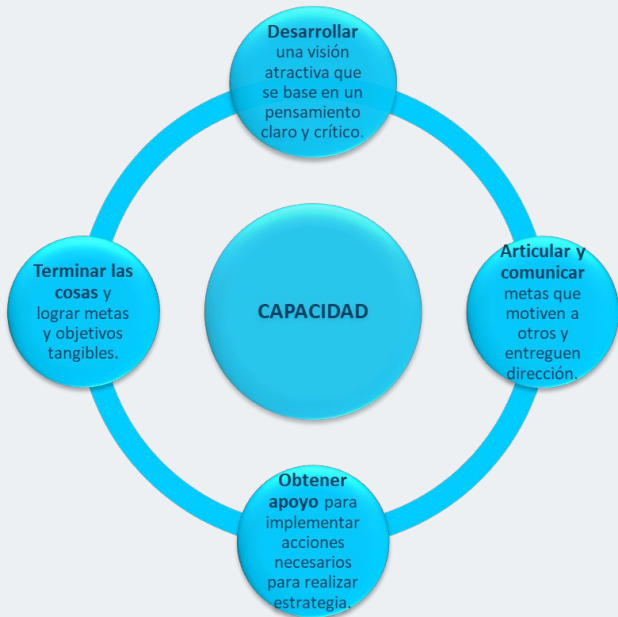 Desarrollar
una visión
atractiva que
se base en un
pensamiento
claro y crítico.
Articular y
comunicar
metas que
motiven a
otros y
entreguen
dirección.
Obtener
apoyo para
implementar
acciones
necesarios
para realizar
estrategia.
Terminar las
cosas y
lograr metas
y objetivos
tangibles.
CAPACIDAD